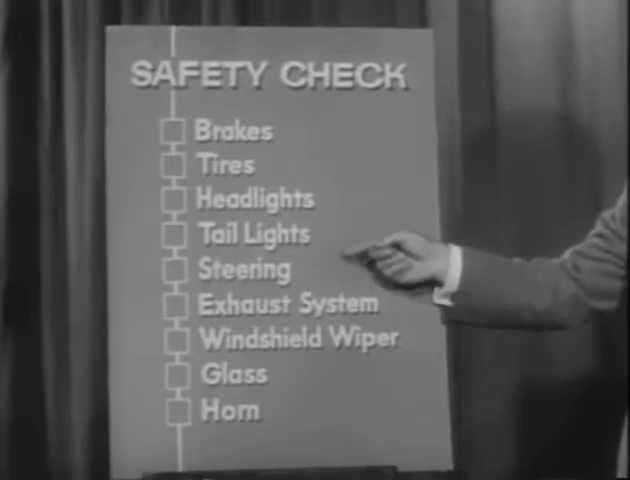 SAFETY CHECK
Brakes
Tires
Headlights
Tail Lights
Steering
Exhaust System
Windshield Wiper
Glass
Horn